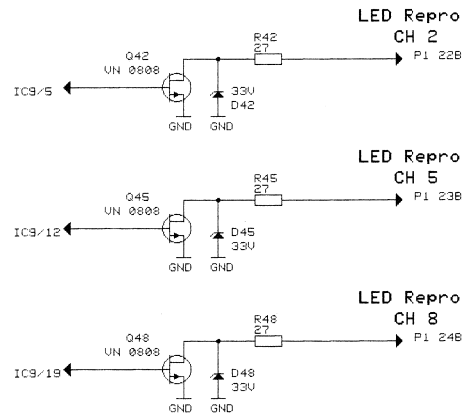 LED Repro
CH 2
R42
27
P1 22B
Q42
VN 0808
33V
D42
IC9/5
GND
GND
LED Repro
CH 5
R45
27
P1 23B
Q45
VN 0808
D45
33V
IC9/12
GND
GND
LED Repro
CH 8
R48
27
P1 24B
Q48
VN 0808
D48
33V
IC9/19
GND
GND